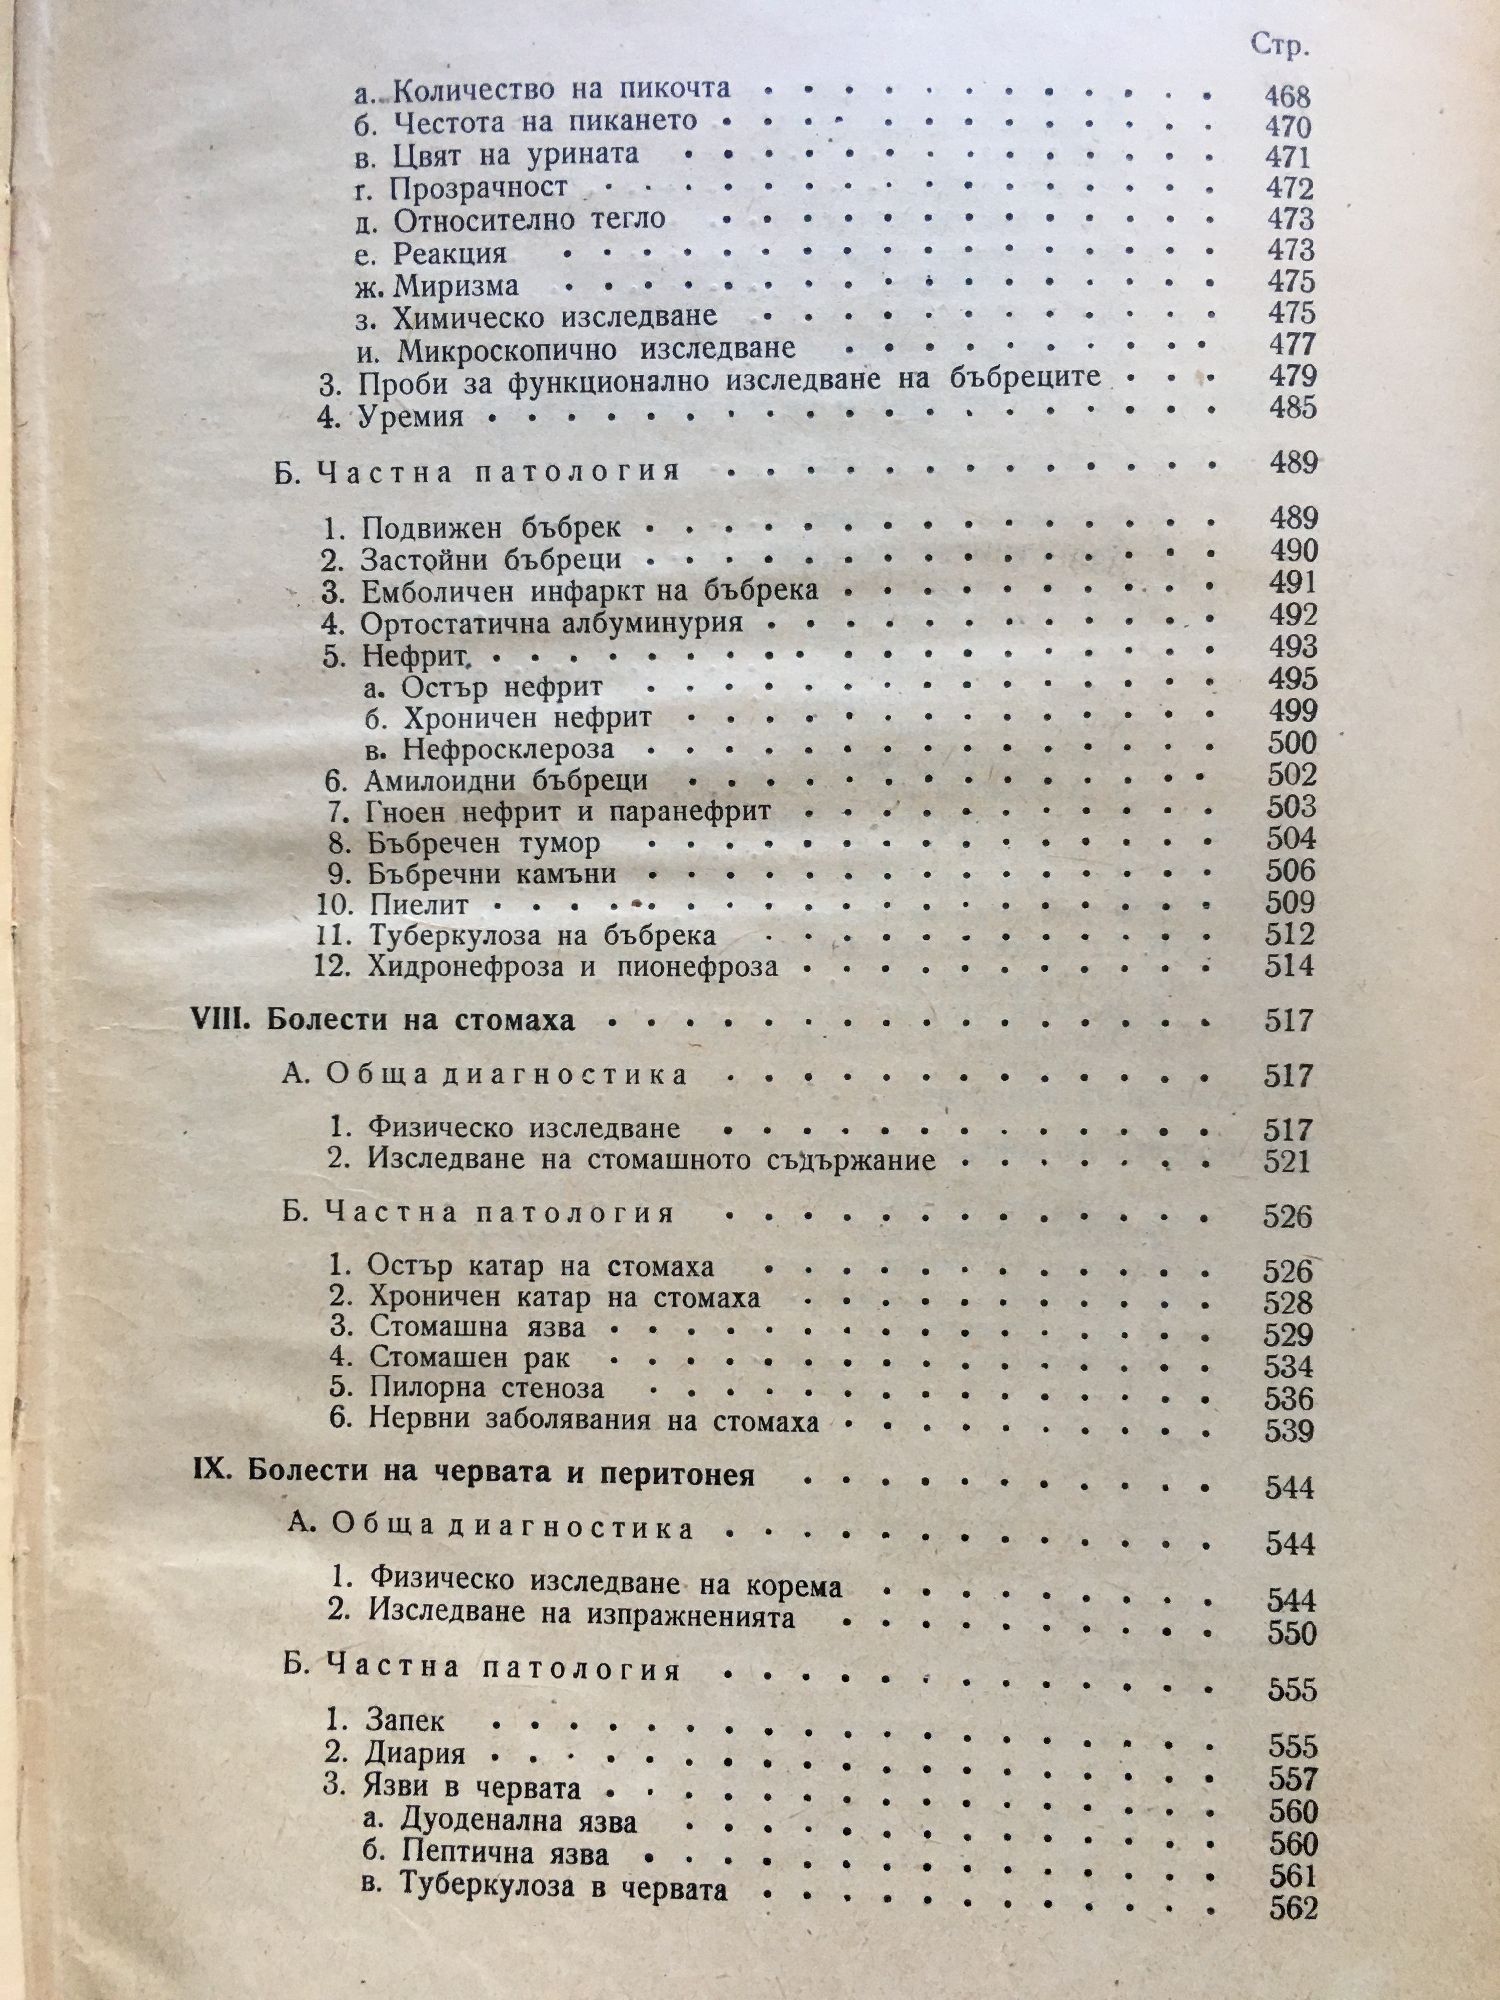 Стр.
а. Количество на пикочта . . . . . . . . . . . . 468
б. Честота на пикането . . . . . . . . . . . . . 470
в. Цвят на урината . . . . . . . . . . . . . . 471
г. Прозрачност . . . . . . . . . . . . . . . . 472
д. Относително тегло . . . . . . . . . . . . . 473
е. Реакция . . . . . . . . . . . . . . . . . 473
ж. Миризма . . . . . . . . . . . . . . . . . 475
з. Химическо изследване . . . . . . . . . . . . 475
и. Микроскопично изследване . . . . . . . . . . 477
3. Проби за функционално изследване на бъбреците . . . 479
4. Уремия . . . . . . . . . . . . . . . . . . . 485
Б. Частна патология . . . . . . . . . . . . . 489
1. Подвижен бъбрек . . . . . . . . . . . . . . . 489
2. Застойни бъбреци . . . . . . . . . . . . . . . 490
3. Емболичен инфаркт на бъбрека . . . . . . . . . . 491
4. Ортостатична албуминурия . . . . . . . . . . . . 492
5. Нефрит . . . . . . . . . . . . . . . . . . . 493
а. Остър нефрит . . . . . . . . . . . . . . . 495
б. Хроничен нефрит . . . . . . . . . . . . . . 499
в. Нефросклероза . . . . . . . . . . . . . . . 500
6. Амилоидни бъбреци . . . . . . . . . . . . . . 502
7. Гноен нефрит и паранефрит . . . . . . . . . . . 503
8. Бъбречен тумор . . . . . . . . . . . . . . . 504
9. Бъбречни камъни . . . . . . . . . . . . . . . 506
10. Пиелит . . . . . . . . . . . . . . . . . . . 509
11. Туберкулоза на бъбрека . . . . . . . . . . . . 512
12. Хидронефроза и пионефроза . . . . . . . . . . . 514
VIII. Болести на стомаха . . . . . . . . . . . . . . . . 517
А. Обща диагностика . . . . . . . . . . . . . 517
1. Физическо изследване . . . . . . . . . . . . . 517
2. Изследване на стомашното съдържание . . . . . . . 521
Б. Частна патология . . . . . . . . . . . . . 526
1. Остър катар на стомаха . . . . . . . . . . . . 526
2. Хроничен катар на стомаха . . . . . . . . . . . 528
3. Стомашна язва . . . . . . . . . . . . . . . . 529
4. Стомашен рак . . . . . . . . . . . . . . . . 534
5. Пилорна стеноза . . . . . . . . . . . . . . . 536
6. Нервни заболявания на стомаха . . . . . . . . . . 539
IX. Болести на червата и перитонея . . . . . . . . . . . 544
А. Обща диагностика . . . . . . . . . . . . . 544
1. Физическо изследване на корема . . . . . . . . . 544
2. Изследване на изпражненията . . . . . . . . . . 550
Б. Частна патология . . . . . . . . . . . . . 555
1. Запек . . . . . . . . . . . . . . . . . . . 555
2. Диария . . . . . . . . . . . . . . . . . . . 557
3. Язви в червата . . . . . . . . . . . . . . . . 560
а. Дуоденална язва . . . . . . . . . . . . . . 560
б. Пептична язва . . . . . . . . . . . . . . . 561
в. Туберкулоза в червата . . . . . . . . . . . . 562